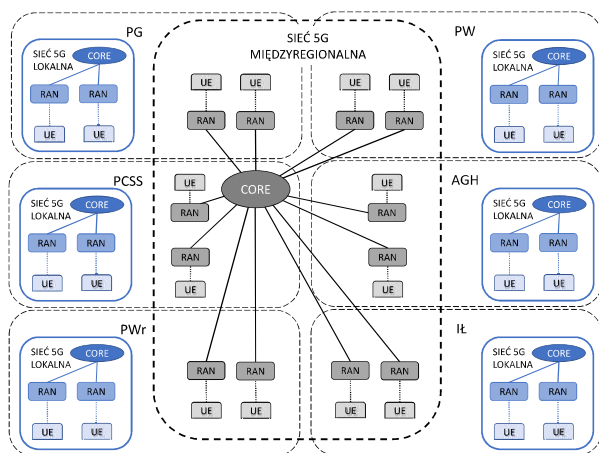 PG
SIEĆ 5G
MIĘDZYREGIONALNA
PW
SIEĆ 5G
LOKALNA
CORE
RAN RAN
UE UE
UE UE UE UE
RAN RAN RAN RAN
SIEĆ 5G
LOKALNA
CORE
RAN RAN
UE UE
PCSS
SIEĆ 5G
LOKALNA
CORE
RAN RAN
UE UE
UE
RAN
RAN
UE
CORE
UE
RAN
RAN
UE
AGH
SIEĆ 5G
LOKALNA
CORE
RAN RAN
UE UE
PWr
SIEĆ 5G
LOKALNA
CORE
RAN RAN
UE UE
RAN RAN RAN RAN
UE UE UE UE
IŁ
SIEĆ 5G
LOKALNA
CORE
RAN RAN
UE UE